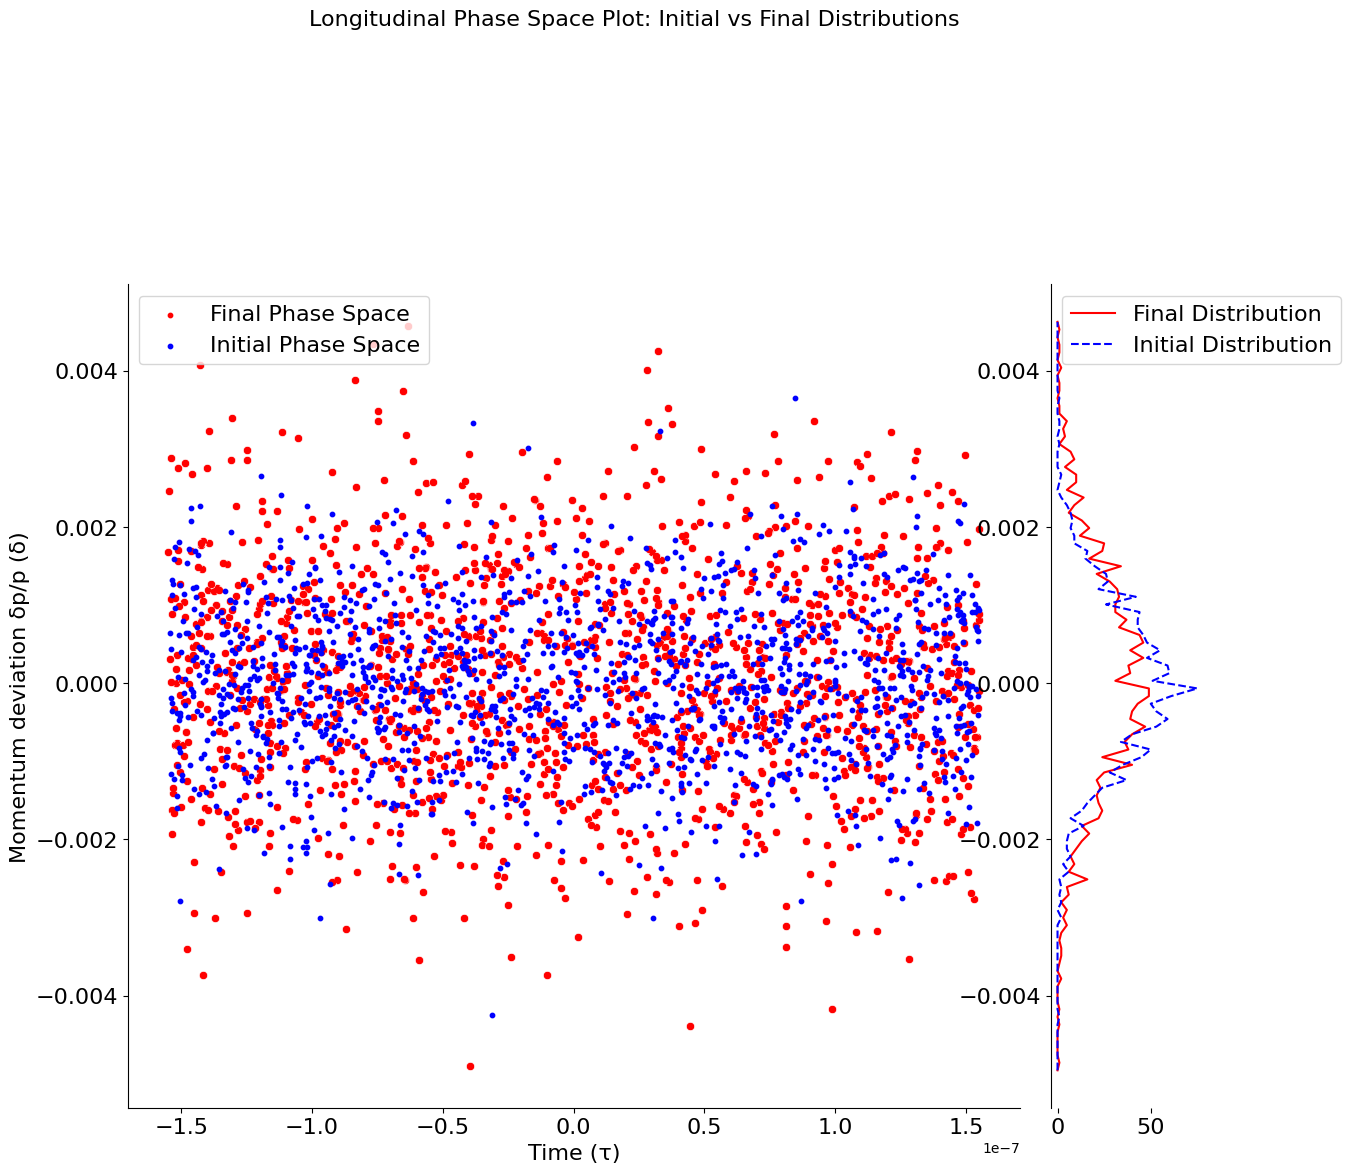 Longitudinal Phase Space Plot: Initial vs Final Distributions
Final Phase Space
Initial Phase Space
Final Distribution
Initial Distribution
Momentum deviation δp/p (δ)
0.004
0.002
0.000
−0.002
−0.004
−1.5
−1.0
−0.5
0.0
0.5
1.0
1.5
1e−7
Time (τ)
0.004
0.002
0.000
−0.002
−0.004
0
50